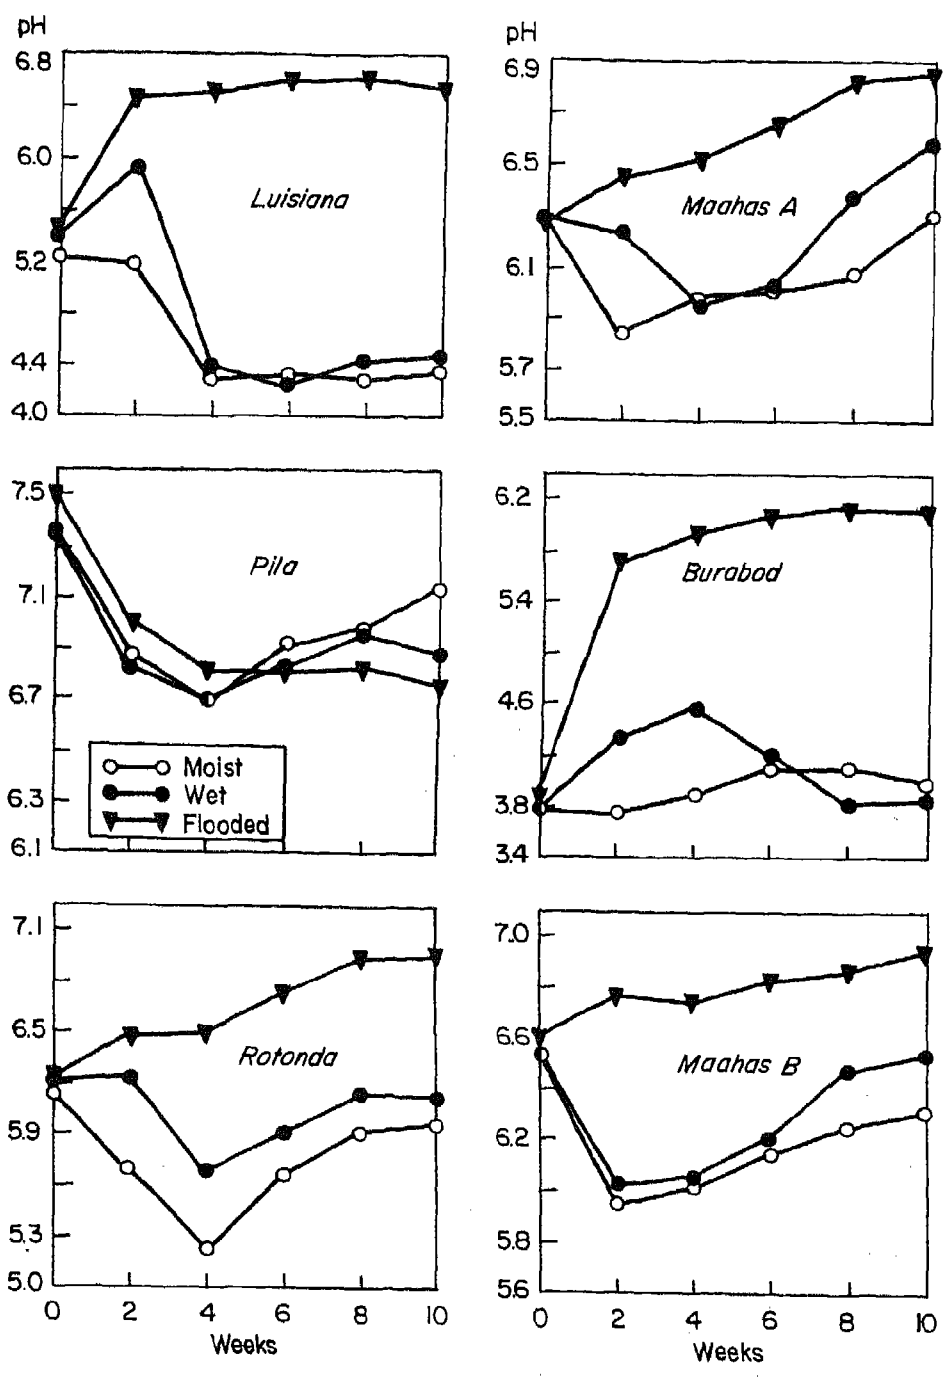 pH
6.8
6.0
5.2
4.4
4.0
Luisiana
pH
6.9
6.5
6.1
5.7
5.5
Maahas A
7.5
7.1
6.7
6.3
6.1
Pila
Moist
Wet
Flooded
6.2
5.4
4.6
3.8
3.4
Burabod
7.1
6.5
5.9
5.3
5.0
Rotonda
0 2 4 6 8 10
Weeks
7.0
6.6
6.2
5.8
5.6
Maahas B
0 2 4 6 8 10
Weeks